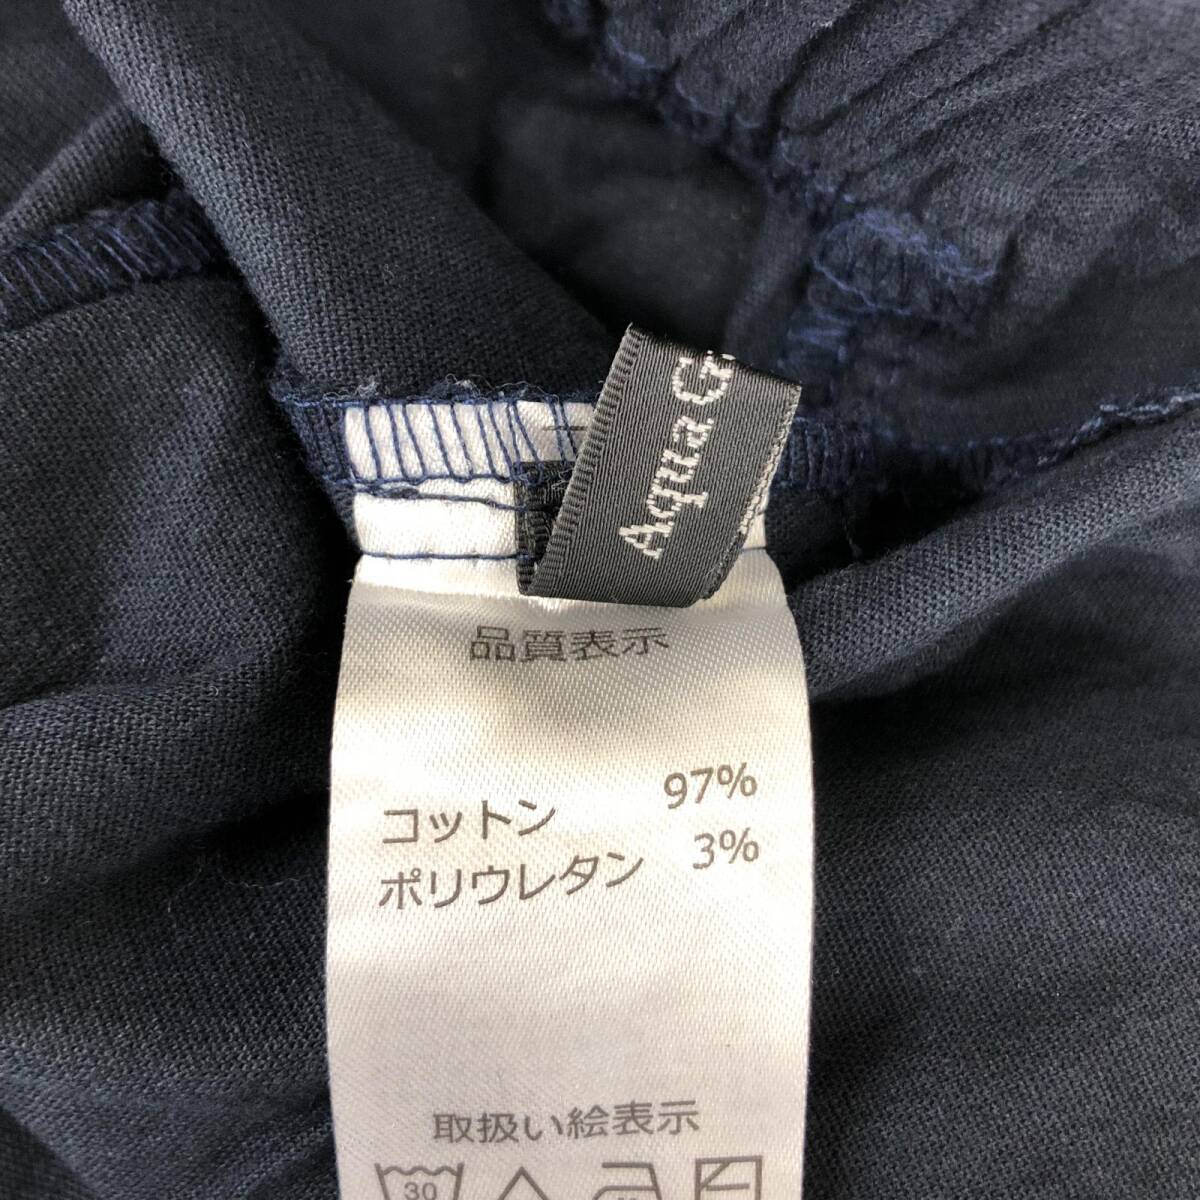 Aqua G
品質表示
コットン 97%
ポリウレタン 3%
取扱い絵表示
30